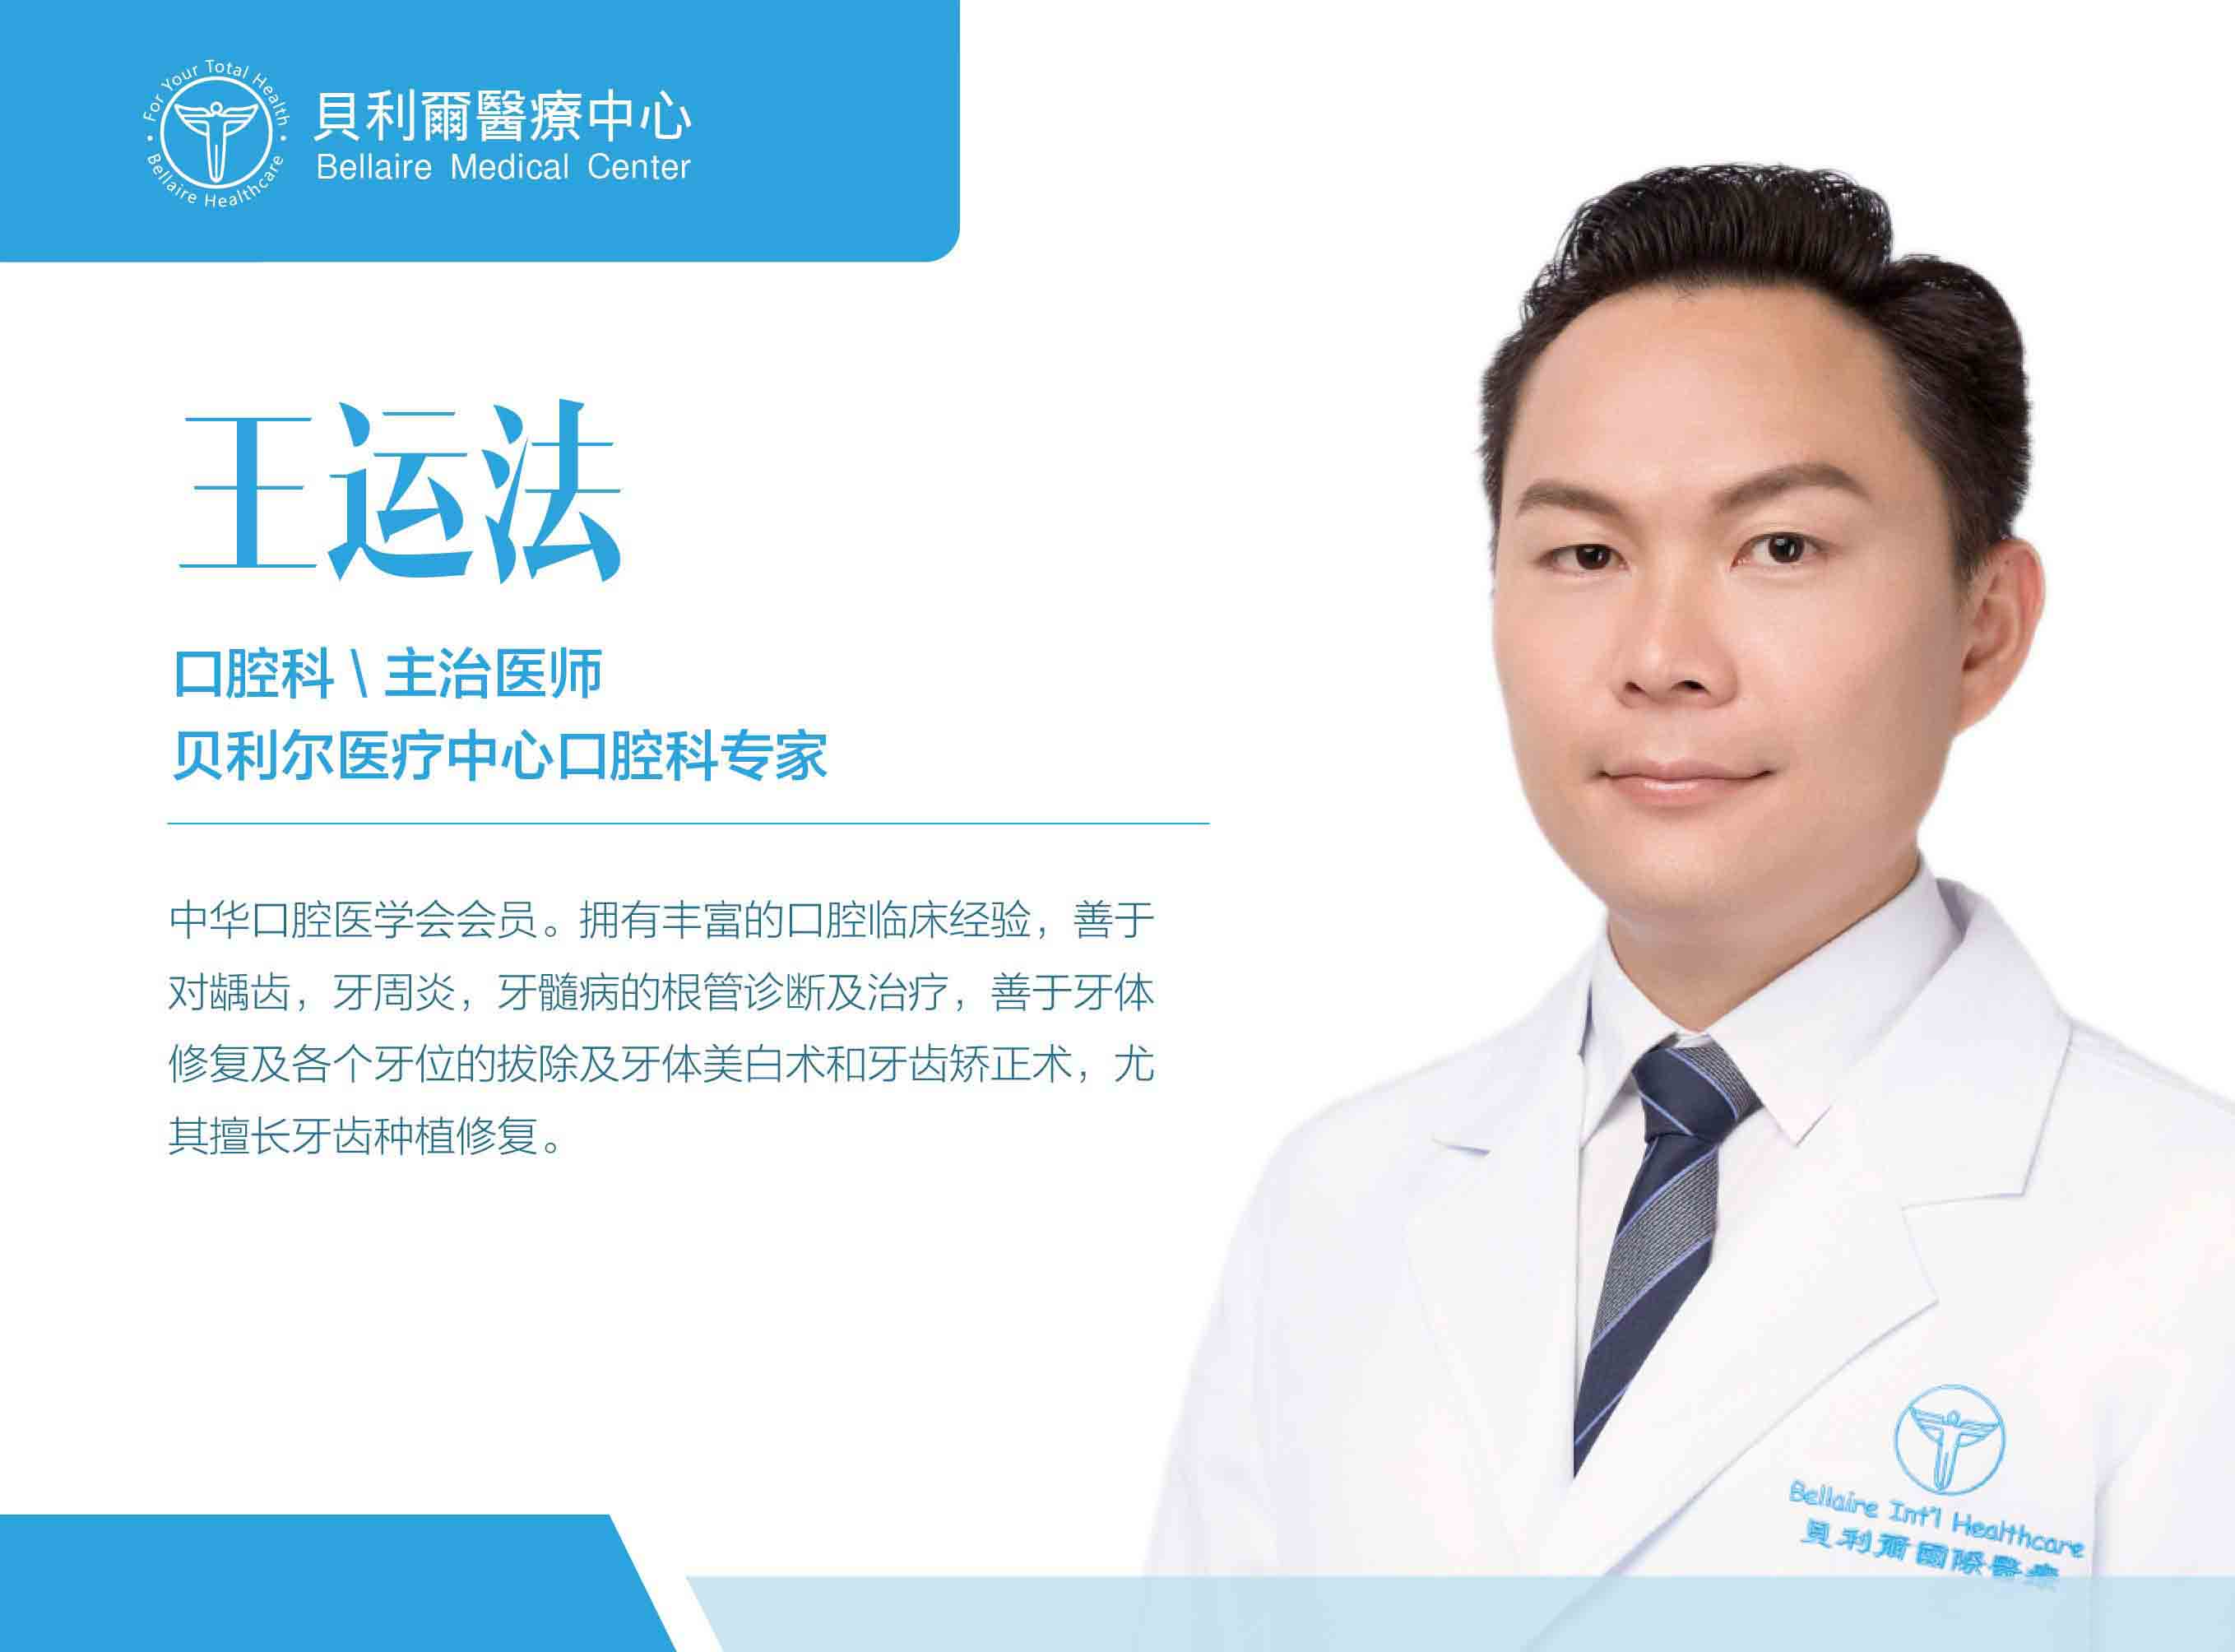 For Your Total Health
Bellaire Healthcare
貝利爾醫療中心
Bellaire Medical Center
王运法
口腔科 \ 主治医师
贝利尔医疗中心口腔科专家
中华口腔医学会会员。拥有丰富的口腔临床经验，善于
对龋齿，牙周炎，牙髓病的根管诊断及治疗，善于牙体
修复及各个牙位的拔除及牙体美白术和牙齿矫正术，尤
其擅长牙齿种植修复。
Bellaire Int'l Healthcare
貝利爾國際醫療